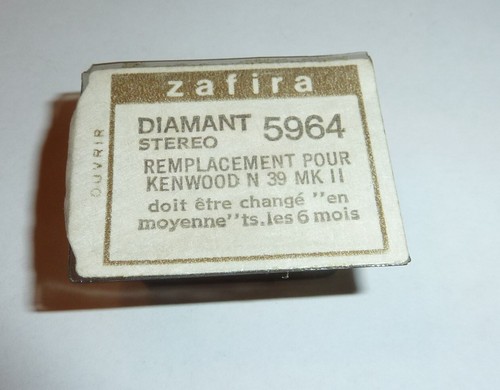 zafira
OUVRIR
DIAMANT 5964
STEREO
REMPLACEMENT POUR
KENWOOD N 39 MK II
doit être changé "en
moyenne"ts.les 6 mois